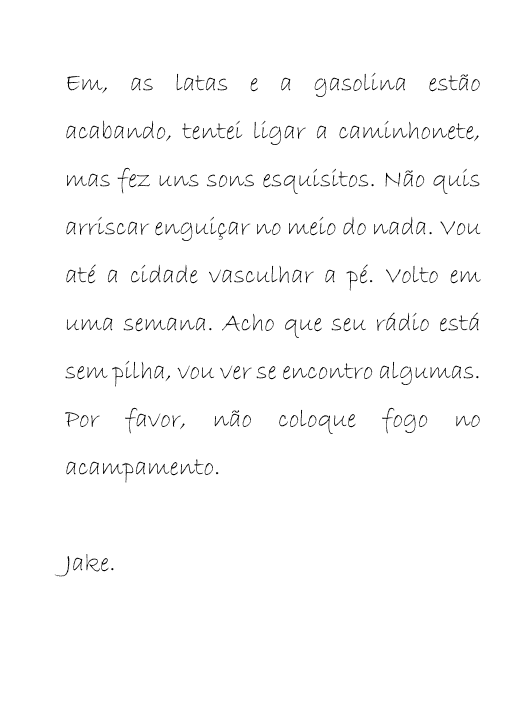 Em, as latas e a gasolina estão
acabando, tentei ligar a caminhonete,
mas fez uns sons esquisitos. Não quis
arriscar enguiçar no meio do nada. Vou
até a cidade vasculhar a pé. Volto em
uma semana. Acho que seu rádio está
sem pilha, vou ver se encontro algumas.
Por favor, não coloque fogo no
acampamento.
Jake.